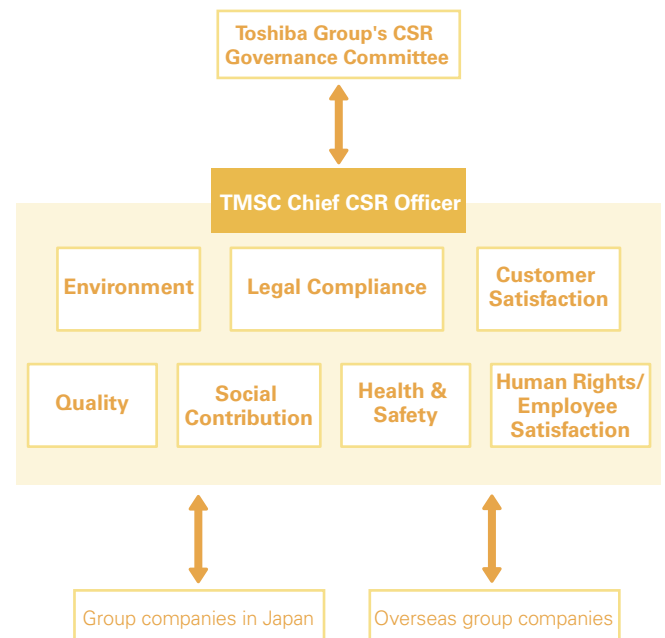 Toshiba Group's CSR
Governance Committee
TMSC Chief CSR Officer
Environment
Legal Compliance
Customer
Satisfaction
Quality
Social
Contribution
Health &
Safety
Human Rights/
Employee
Satisfaction
Group companies in Japan
Overseas group companies